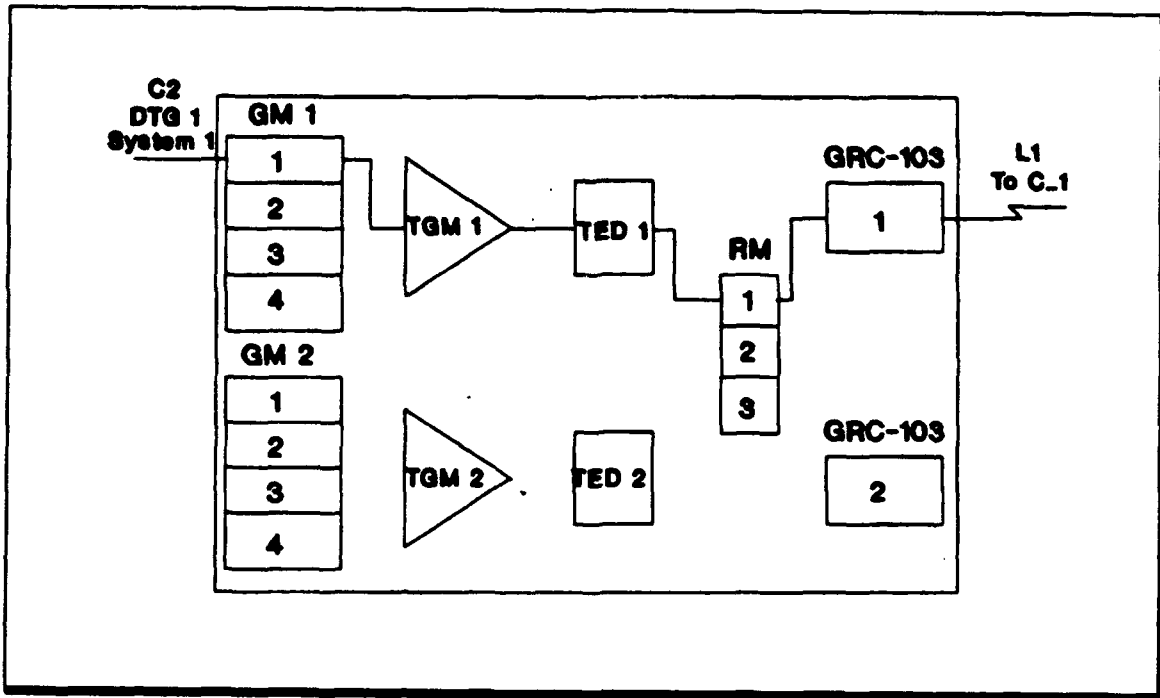 C2
DTG 1
System 1
GM 1
1
2
3
4
GM 2
1
2
3
4
TGM 1
TGM 2
TED 1
TED 2
RM
1
2
3
GRC-103
1
GRC-103
2
L1
To C_1